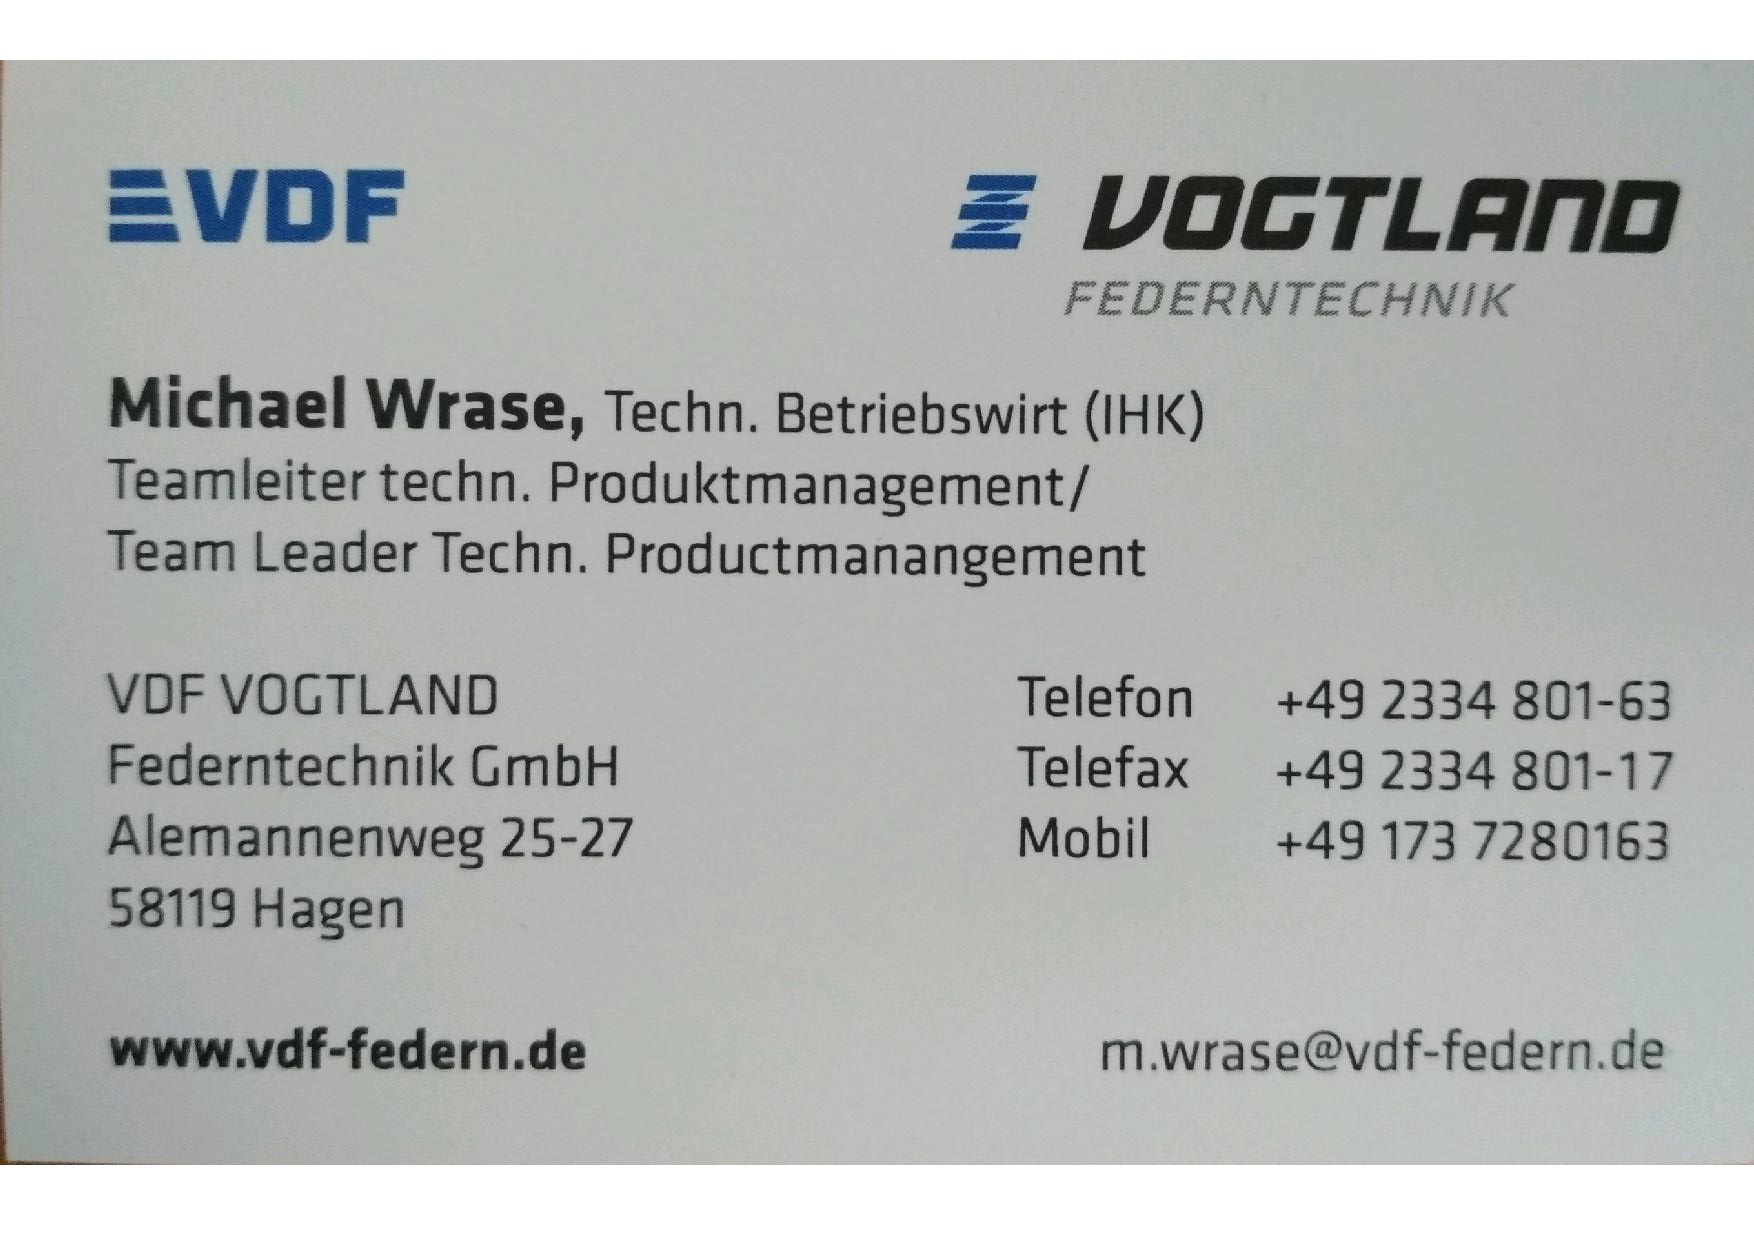 VDF
VOGTLAND
FEDERNTECHNIK
Michael Wrase, Techn. Betriebswirt (IHK)
Teamleiter techn. Produktmanagement/
Team Leader Techn. Productmanangement
VDF VOGTLAND
Federntechnik GmbH
Alemannenweg 25-27
58119 Hagen
Telefon +49 2334 801-63
Telefax +49 2334 801-17
Mobil +49 173 7280163
www.vdf-federn.de
m.wrase@vdf-federn.de